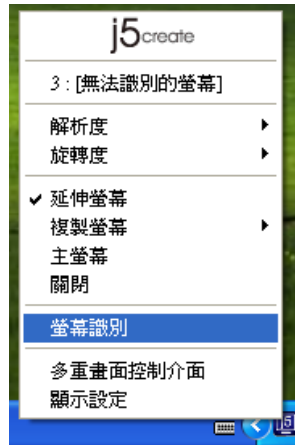 j5create
3 : [無法識別的螢幕]
解析度
旋轉度
延伸螢幕
複製螢幕
主螢幕
關閉
螢幕識別
多重畫面控制介面
顯示設定
j5